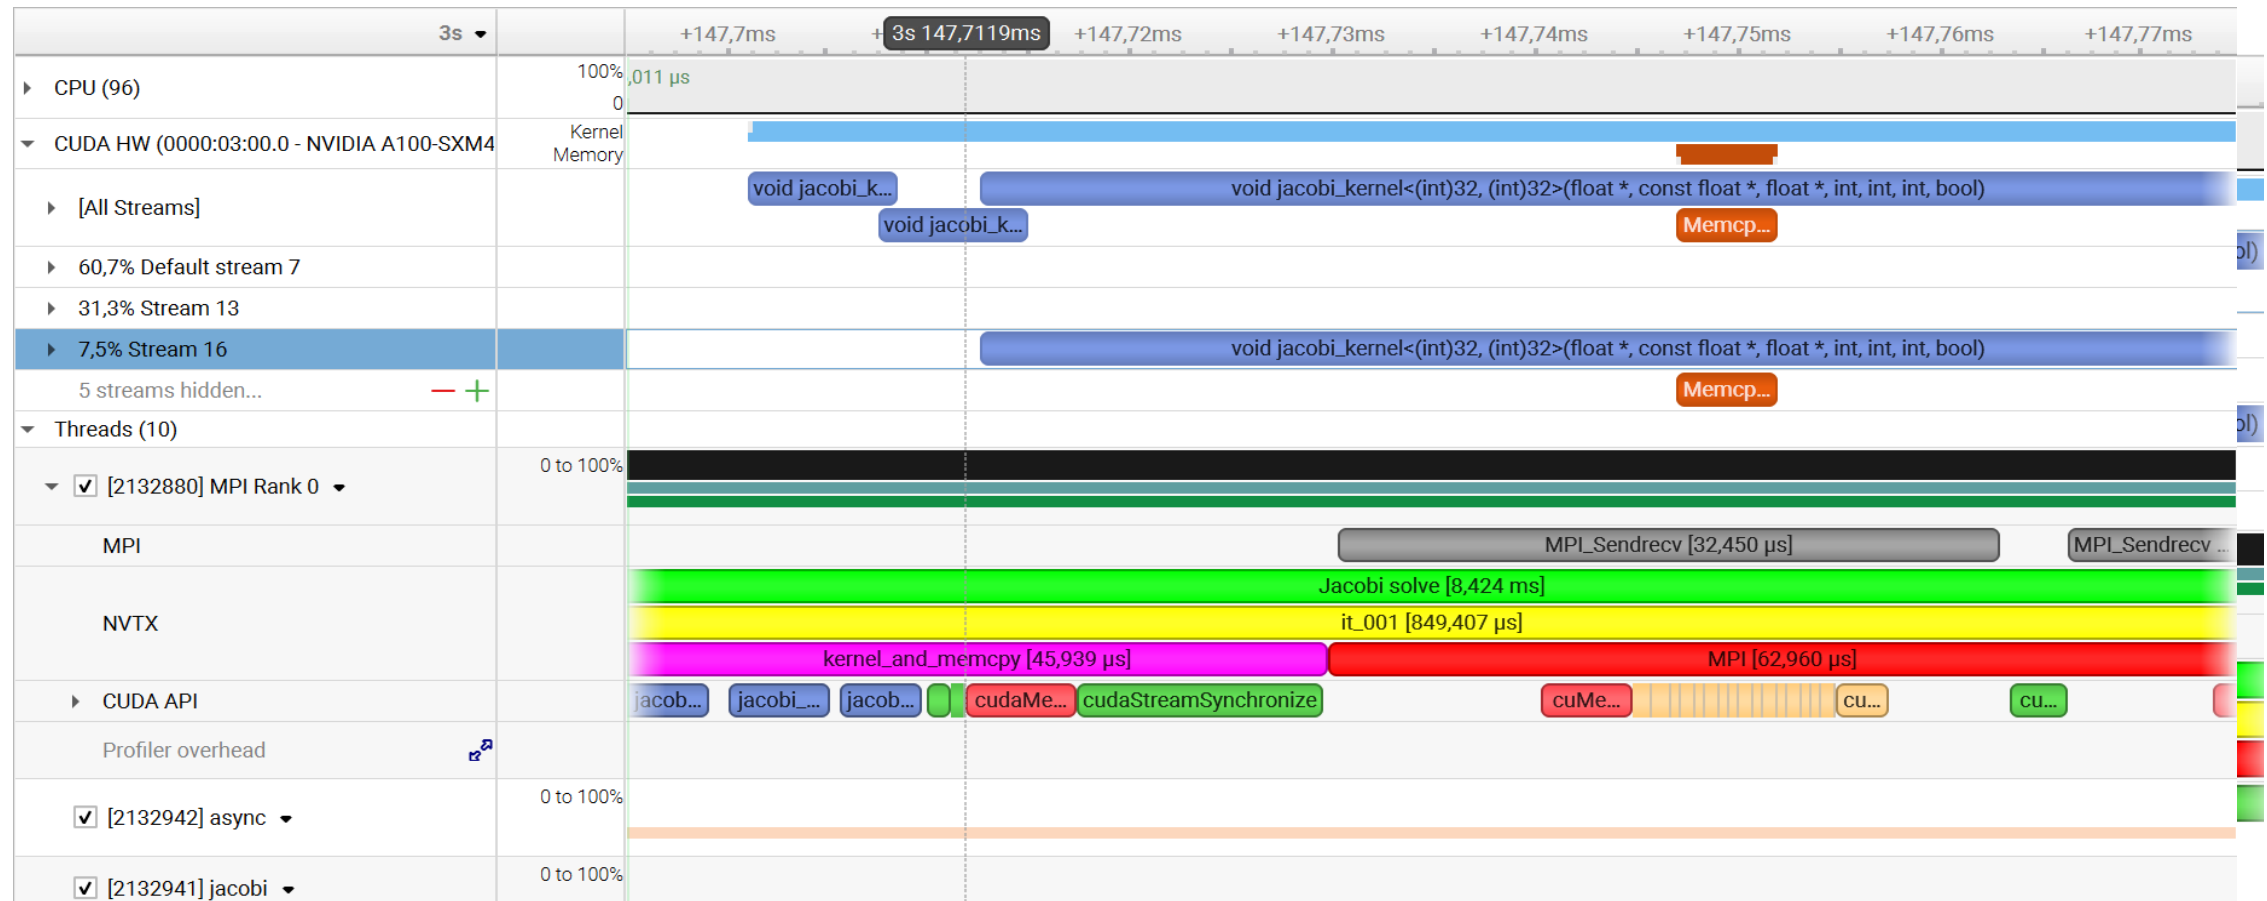 3s +147,7ms + 3s 147,7119ms +147,72ms +147,73ms +147,74ms +147,75ms +147,76ms +147,77ms
CPU (96) 100% 0 ,011 µs
CUDA HW (0000:03:00.0 - NVIDIA A100-SXM4 Kernel Memory
[All Streams] void jacobi_k... void jacobi_kernel<(int)32, (int)32>(float *, const float *, float *, int, int, int, bool)
void jacobi_k... Memcp...
60,7% Default stream 7
31,3% Stream 13
7,5% Stream 16 void jacobi_kernel<(int)32, (int)32>(float *, const float *, float *, int, int, int, bool)
5 streams hidden... Memcp...
Threads (10)
[2132880] MPI Rank 0 0 to 100%
MPI MPI_Sendrecv [32,450 µs] MPI_Sendrecv ...
Jacobi solve [8,424 ms]
NVTX it_001 [849,407 µs]
kernel_and_memcpy [45,939 µs] MPI [62,960 µs]
CUDA API jacob... jacobi_... jacob... cudaMe... cudaStreamSynchronize cuMe... cu... cu...
Profiler overhead
[2132942] async 0 to 100%
[2132941] jacobi 0 to 100%